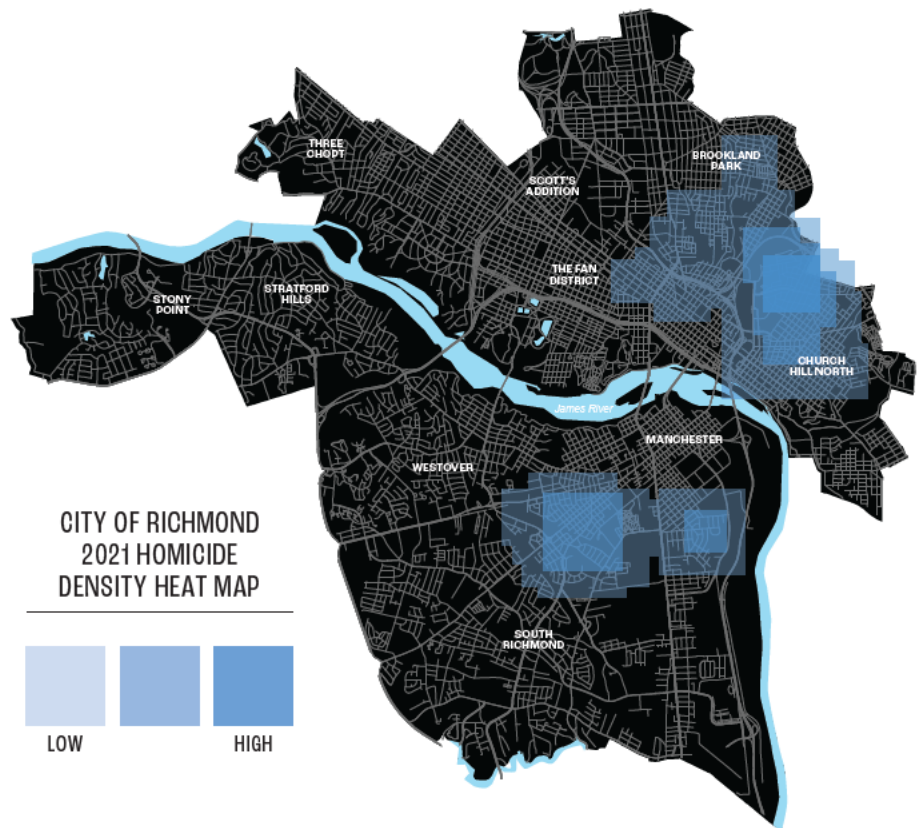 BROOKLAND
PARK
THREE
CHOPT
SCOTT'S
ADDITION
THE FAN
DISTRICT
STRATFORD
HILLS
STONY
POINT
CHURCH
HILL NORTH
James River
MANCHESTER
WESTOVER
CITY OF RICHMOND
2021 HOMICIDE
DENSITY HEAT MAP
SOUTH
RICHMOND
LOW
HIGH